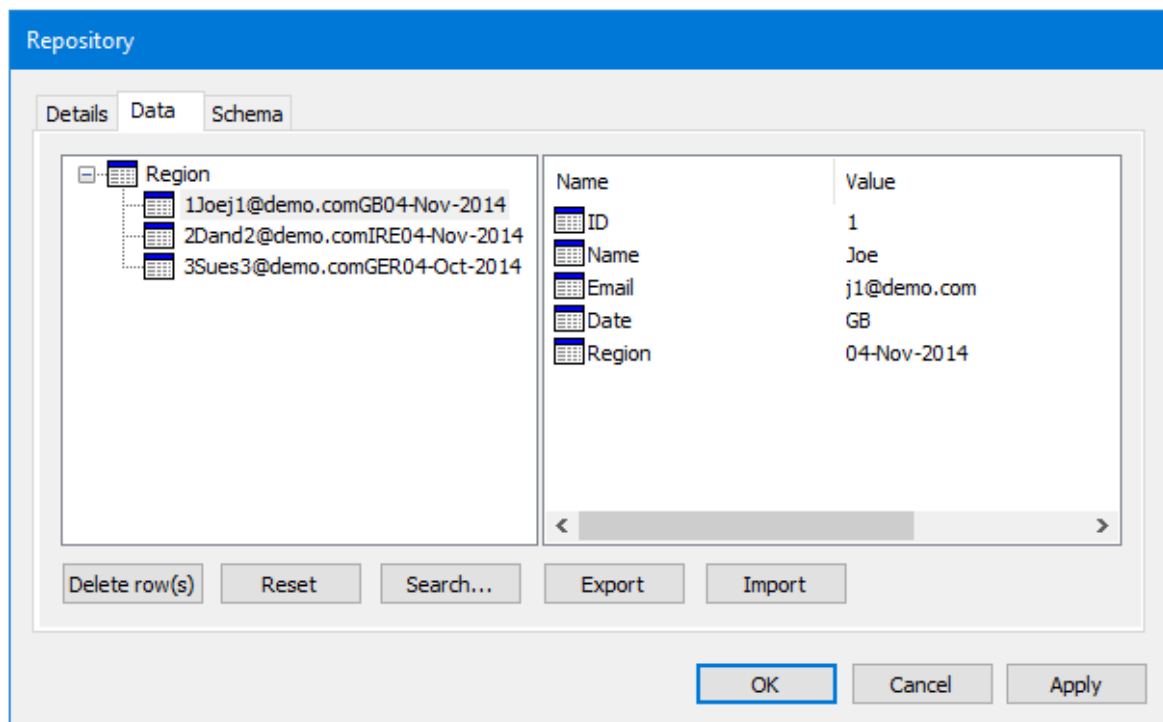 Repository
Details Data Schema
Region
1Joej1@demo.comGB04-Nov-2014
2Dand2@demo.comIRE04-Nov-2014
3Sues3@demo.comGER04-Oct-2014
Name Value
ID 1
Name Joe
Email j1@demo.com
Date GB
Region 04-Nov-2014
Delete row(s) Reset Search... Export Import
OK Cancel Apply